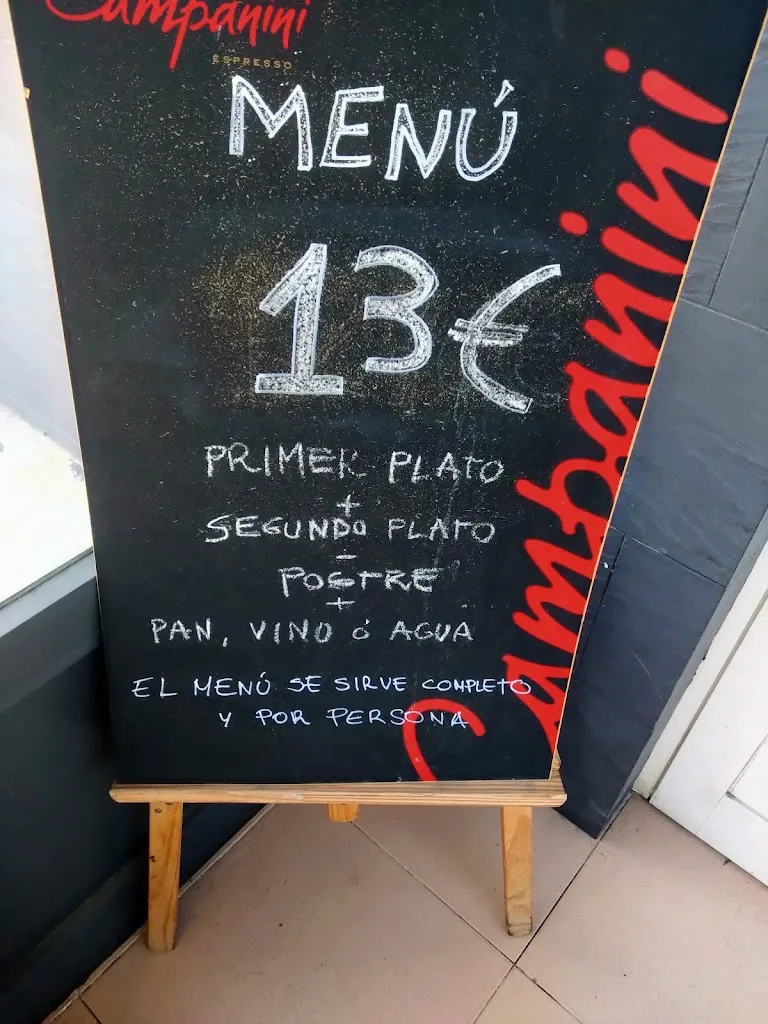 Campanini
ESPRESSO
MENÚ
13€
PRIMER PLATO
+
SEGUNDO PLATO
-
POSTRE
+
PAN, VINO ó AGUA
EL MENÚ SE SIRVE COMPLETO
Y POR PERSONA
Campanini